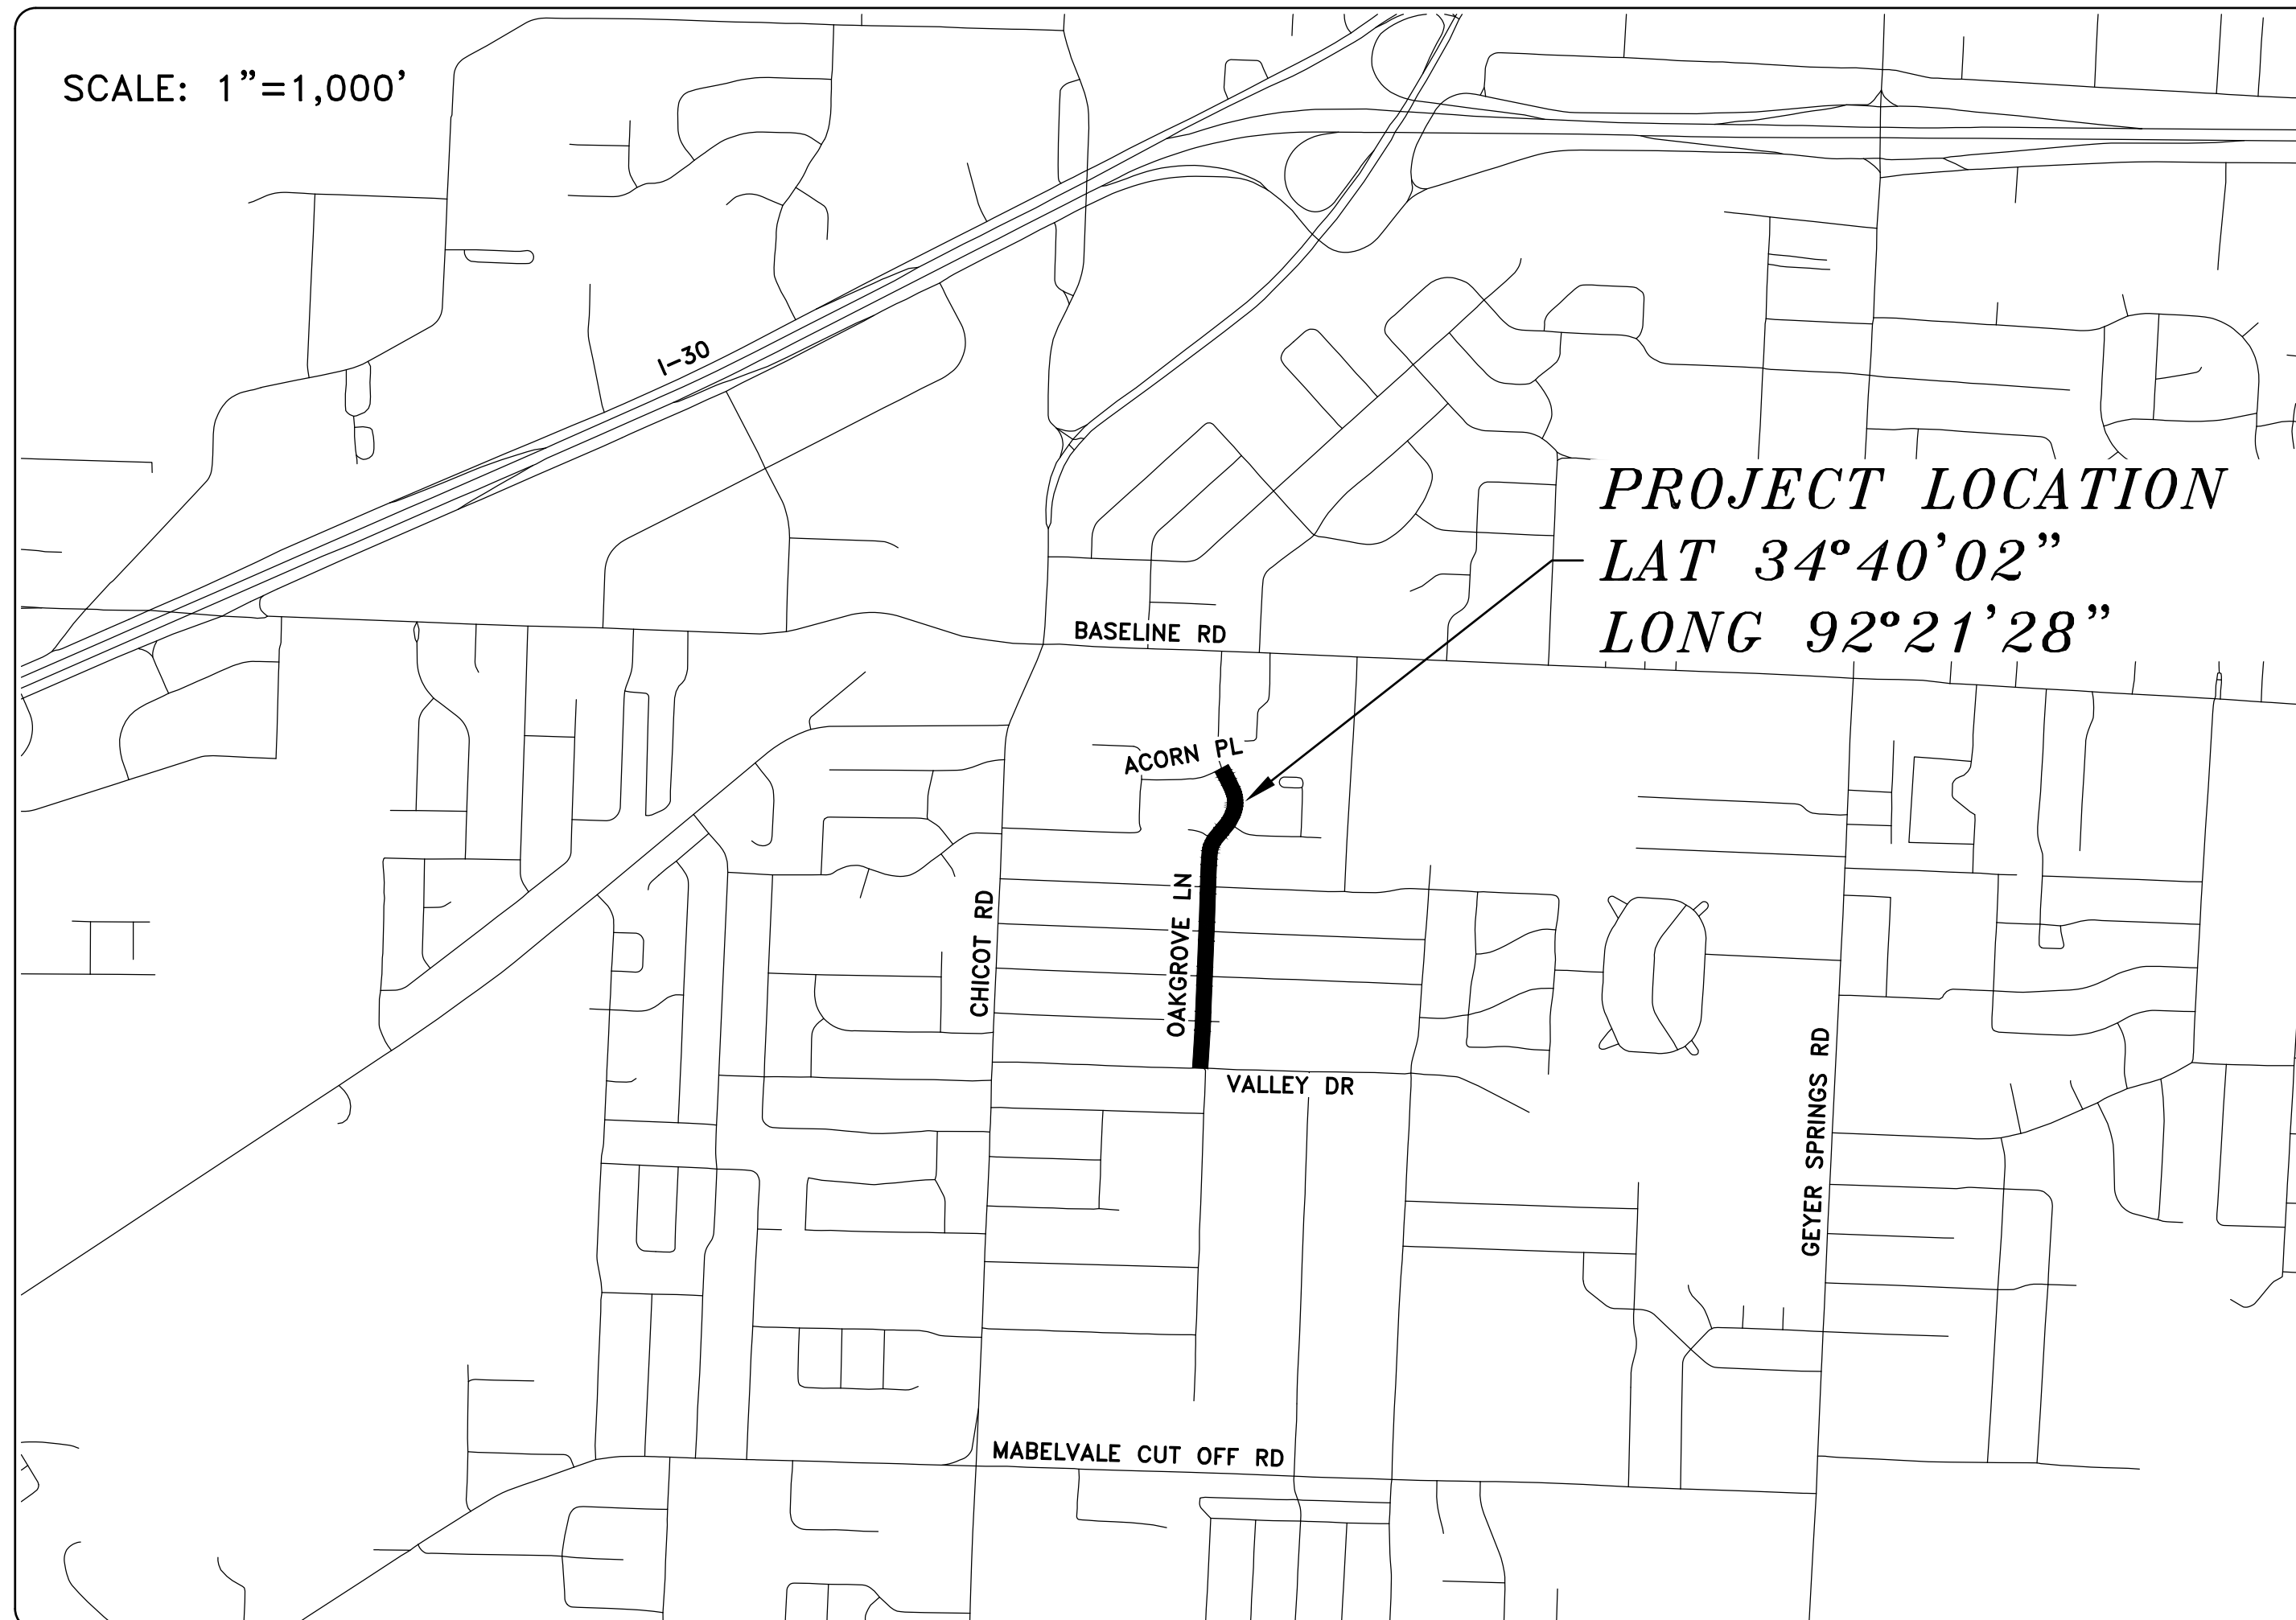 SCALE: 1”=1,000’
I-30
PROJECT LOCATION
LAT 34°40’02”
LONG 92°21’28”
BASELINE RD
ACORN PL
CHICOT RD
OAKGROVE LN
VALLEY DR
GEYER SPRINGS RD
MABELVALE CUT OFF RD